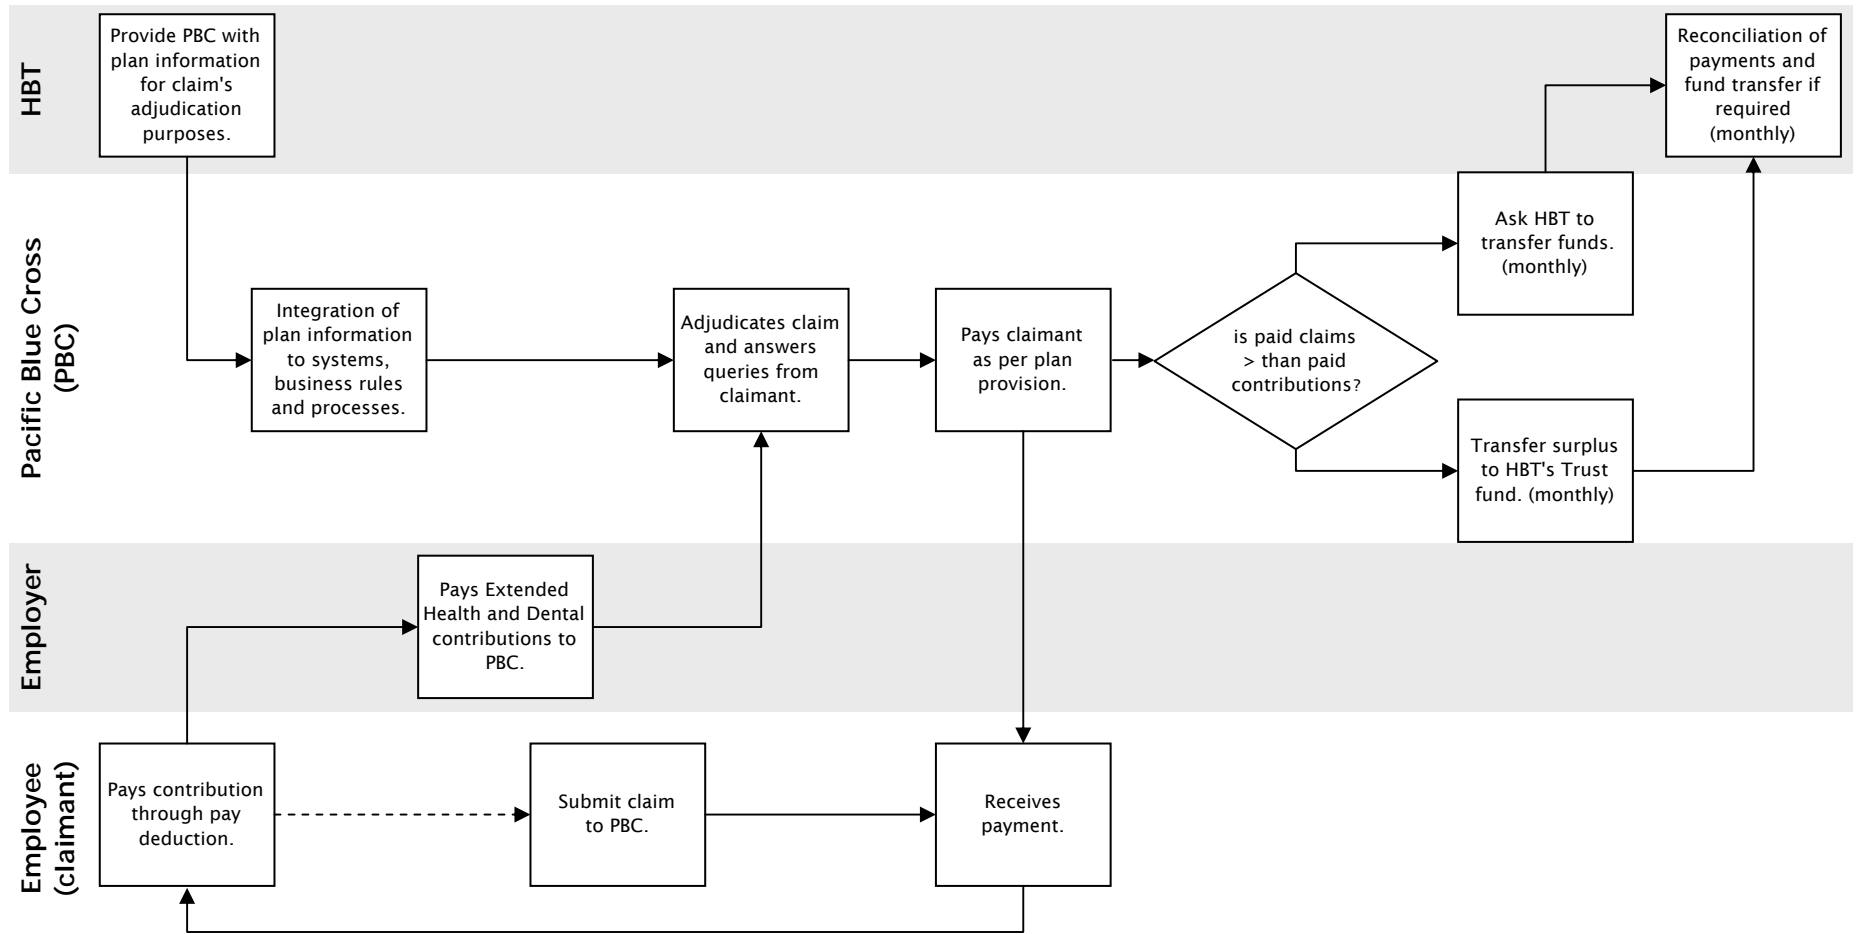 HBT
Provide PBC with
plan information
for claim's
adjudication
purposes.
Reconciliation of
payments and
fund transfer if
required
(monthly)
Pacific Blue Cross
(PBC)
Integration of
plan information
to systems,
business rules
and processes.
Adjudicates claim
and answers
queries from
claimant.
Pays claimant
as per plan
provision.
is paid claims
> than paid
contributions?
Ask HBT to
transfer funds.
(monthly)
Transfer surplus
to HBT's Trust
fund. (monthly)
Employer
Pays Extended
Health and Dental
contributions to
PBC.
Employee
(claimant)
Pays contribution
through pay
deduction.
Submit claim
to PBC.
Receives
payment.